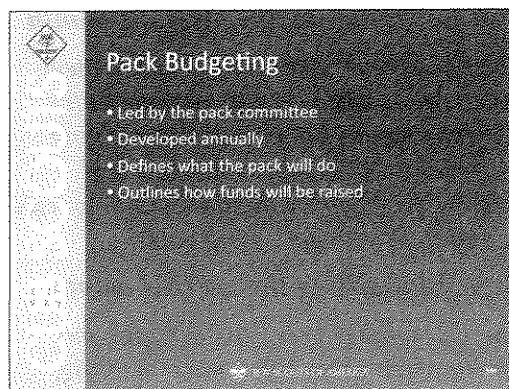 Pack Budgeting
• Led by the pack committee
• Developed annually
• Defines what the pack will do
• Outlines how funds will be raised